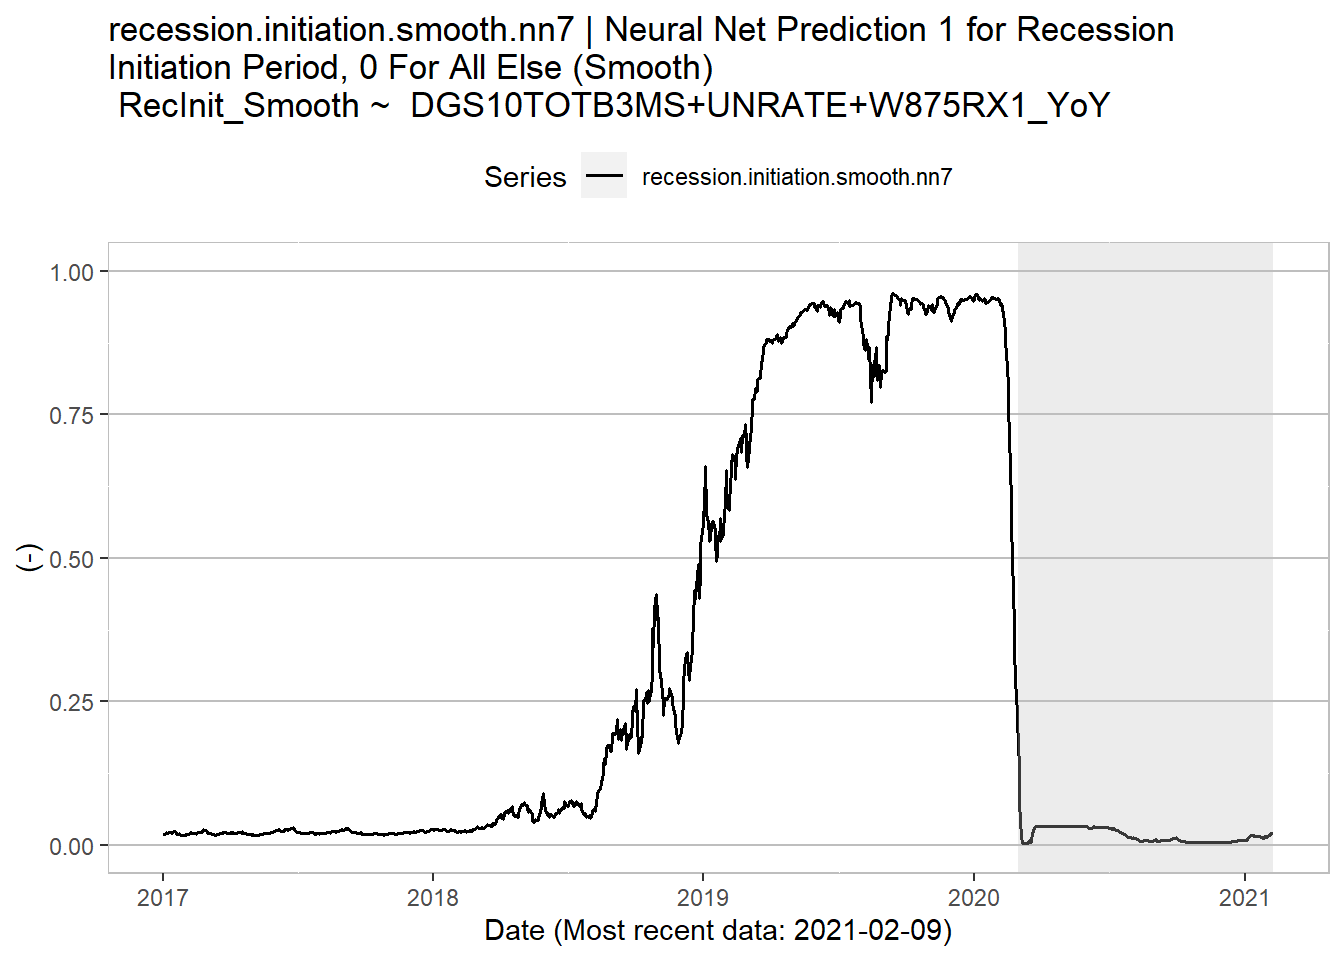 recession.initiation.smooth.nn7 | Neural Net Prediction 1 for Recession
Initiation Period, 0 For All Else (Smooth)
RecInit_Smooth ~ DGS10TOTB3MS+UNRATE+W875RX1_YoY
Series recession.initiation.smooth.nn7
1.00
0.75
0.50
0.25
0.00
(-)
2017 2018 2019 2020 2021
Date (Most recent data: 2021-02-09)